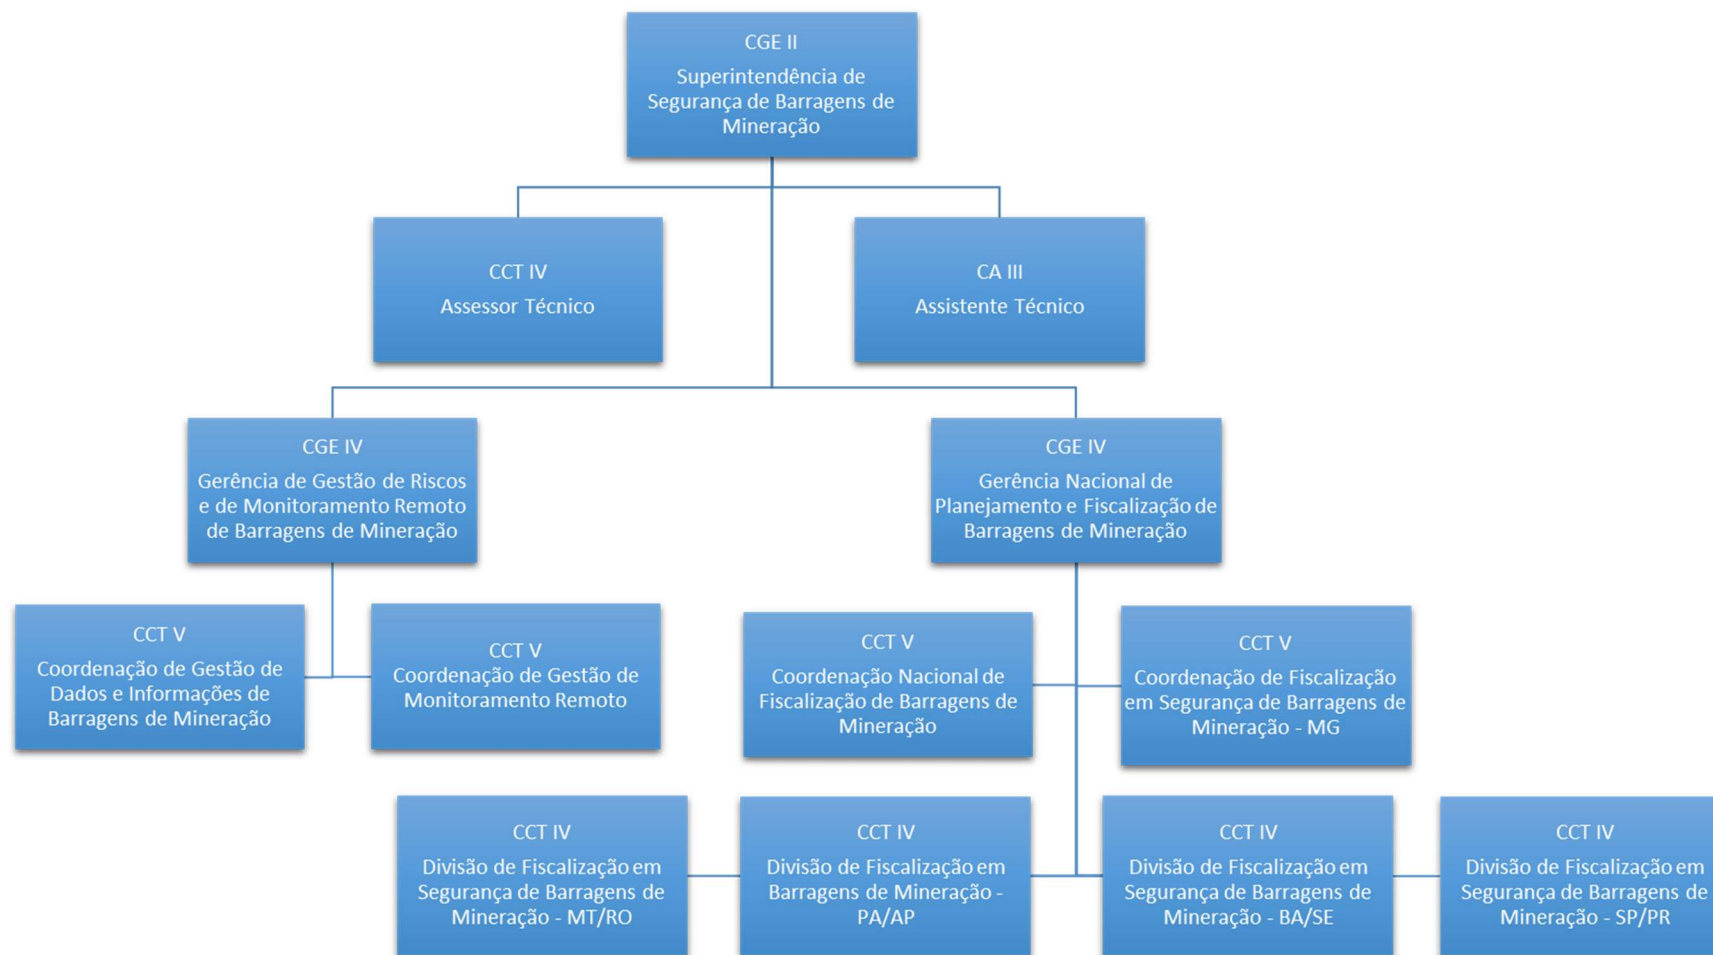 CGE II
Superintendência de
Segurança de Barragens de
Mineração
CCT IV
Assessor Técnico
CA III
Assistente Técnico
CGE IV
Gerência de Gestão de Riscos
e de Monitoramento Remoto
de Barragens de Mineração
CGE IV
Gerência Nacional de
Planejamento e Fiscalização de
Barragens de Mineração
CCT V
Coordenação de Gestão de
Dados e Informações de
Barragens de Mineração
CCT V
Coordenação de Gestão de
Monitoramento Remoto
CCT V
Coordenação Nacional de
Fiscalização de Barragens de
Mineração
CCT V
Coordenação de Fiscalização
em Segurança de Barragens de
Mineração - MG
CCT IV
Divisão de Fiscalização em
Segurança de Barragens de
Mineração - MT/RO
CCT IV
Divisão de Fiscalização em
Barragens de Mineração -
PA/AP
CCT IV
Divisão de Fiscalização em
Segurança de Barragens de
Mineração - BA/SE
CCT IV
Divisão de Fiscalização em
Segurança de Barragens de
Mineração - SP/PR